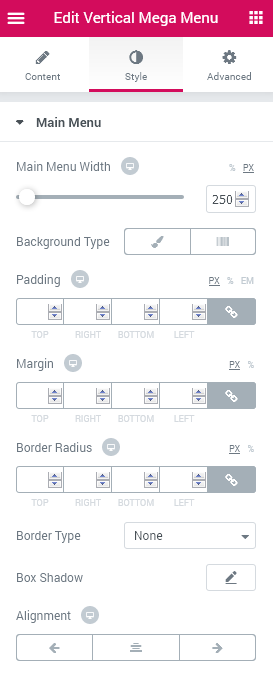 Edit Vertical Mega Menu
Content Style Advanced
Main Menu
Main Menu Width % PX
250
Background Type
Padding PX % EM
TOP RIGHT BOTTOM LEFT
Margin PX %
TOP RIGHT BOTTOM LEFT
Border Radius PX %
TOP RIGHT BOTTOM LEFT
Border Type None
Box Shadow
Alignment